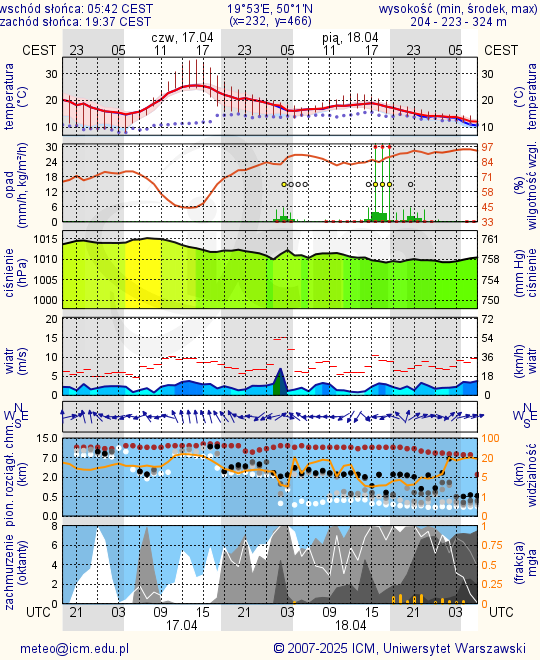 wschód słońca: 05:42 CEST 19°53'E, 50°1'N wysokość (min, środek, max)
zachód słońca: 19:37 CEST (x=232, y=466) 204 - 223 - 324 m
czw, 17.04 pią, 18.04
CEST 23 05 11 17 23 05 11 17 23 05 CEST
temperatura
(°C)
30
20
10
30
20
10
temperatura
(°C)
opad
(mm/h, kg/m²/h)
30
24
18
12
6
0
97
84
71
58
45
33
(%)
wilgotność wzgl.
ciśnienie
(hPa)
1015
1010
1005
1000
761
758
754
750
(mm Hg)
ciśnienie
wiatr
(m/s)
20
15
10
5
0
72
54
36
18
0
(km/h)
wiatr
N
W E
S
N
W E
S
pion. rozciągł. chm.
(km)
15.0
7.0
2.0
0.5
0.0
100
20
5
1
0
(km)
widzialność
zachmurzenie
(oktanty)
8
6
4
2
0
1
0.75
0.5
0.25
0
(frakcja)
mgła
UTC 21 03 09 15 21 03 09 15 21 03 UTC
17.04 18.04
meteo@icm.edu.pl © 2007-2025 ICM, Uniwersytet Warszawski